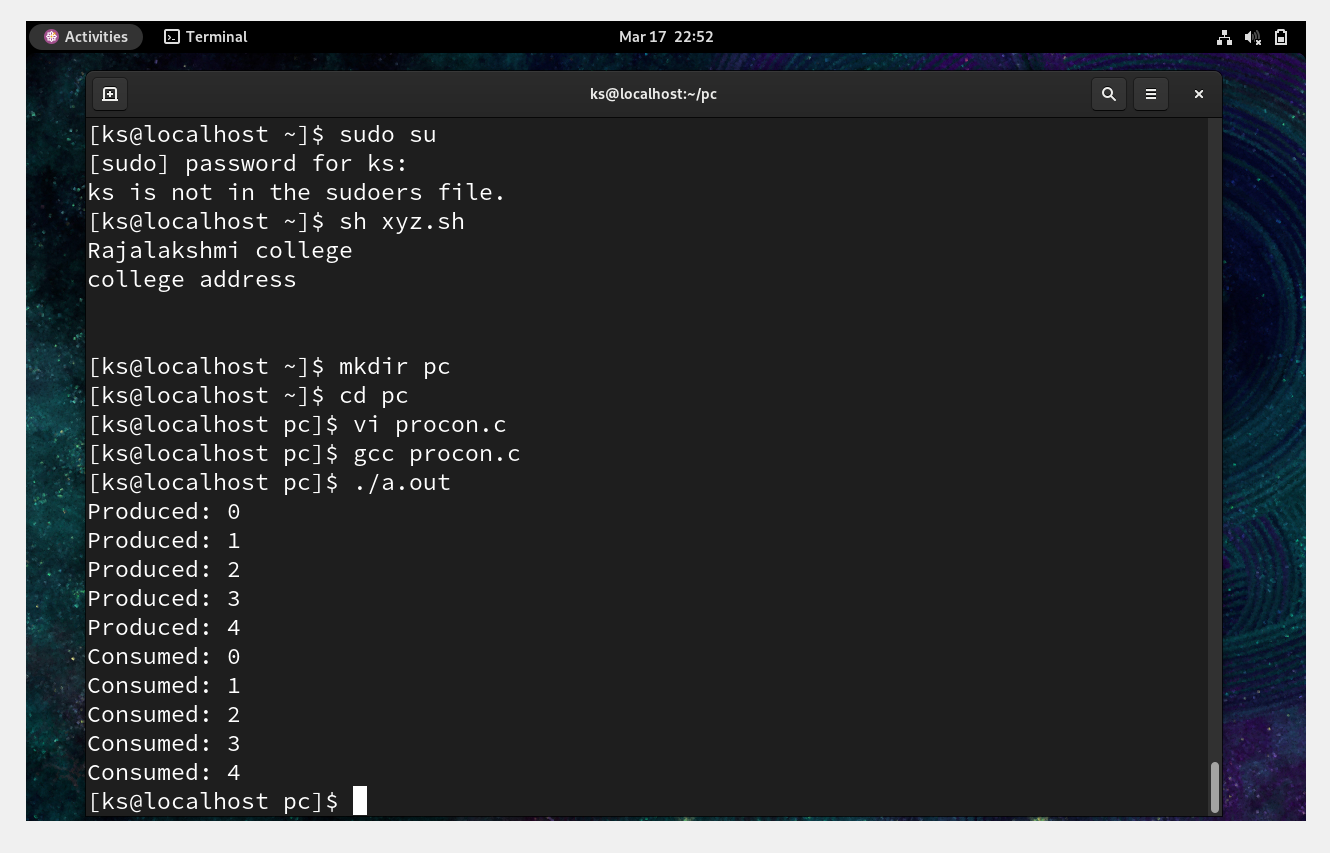 Activities
Terminal
Mar 17 22:52
ks@localhost:~/pc
[ks@localhost ~]$ sudo su
[sudo] password for ks:
ks is not in the sudoers file.
[ks@localhost ~]$ sh xyz.sh
Rajalakshmi college
college address
[ks@localhost ~]$ mkdir pc
[ks@localhost ~]$ cd pc
[ks@localhost pc]$ vi procon.c
[ks@localhost pc]$ gcc procon.c
[ks@localhost pc]$ ./a.out
Produced: 0
Produced: 1
Produced: 2
Produced: 3
Produced: 4
Consumed: 0
Consumed: 1
Consumed: 2
Consumed: 3
Consumed: 4
[ks@localhost pc]$